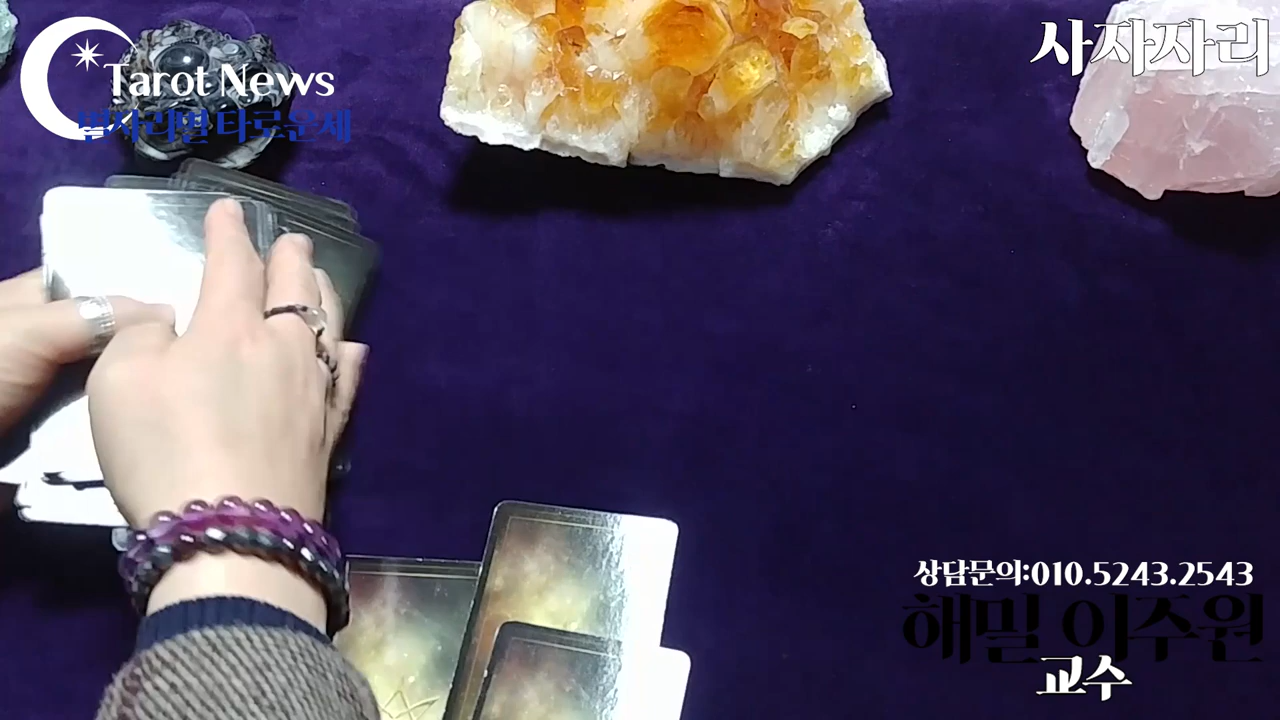 사자자리
Tarot News
별자리별 타로운세
상담문의:010.5243.2543
해밀 이주원
교수